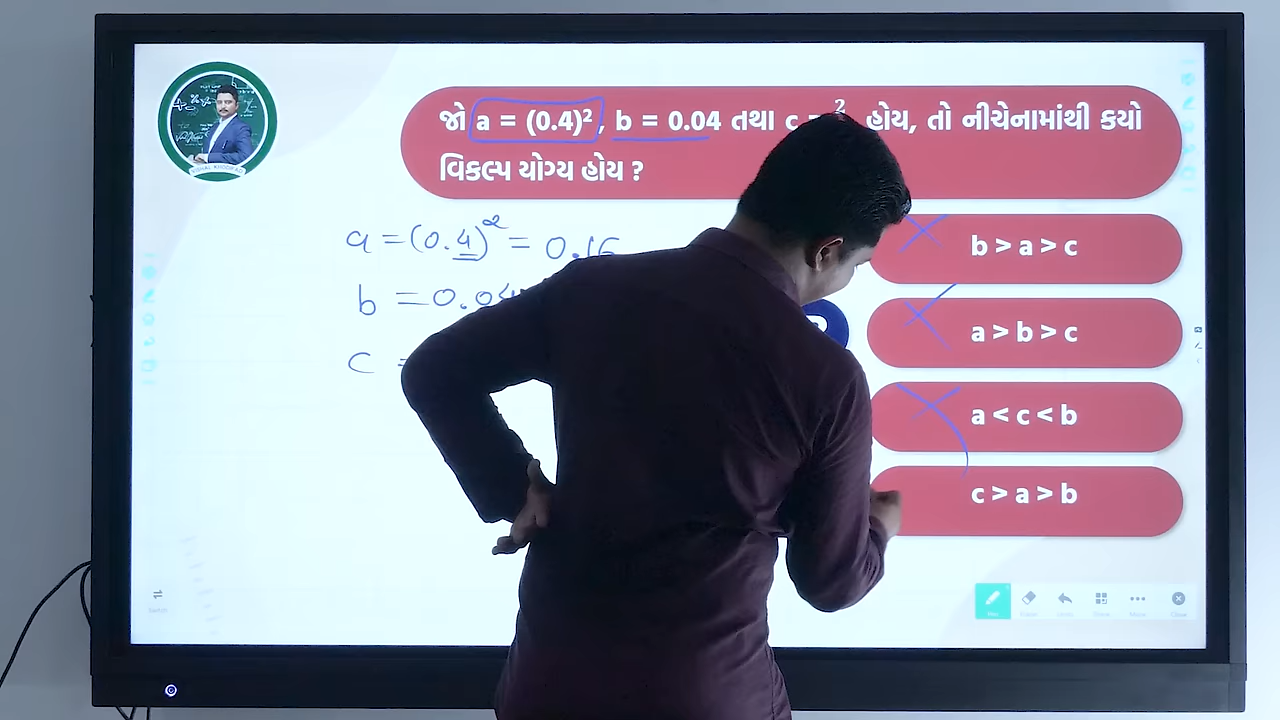 જો a = (0.4)², b = 0.04 તથા c = 2 હોય, તો નીચેનામાંથી કયો
વિકલ્પ યોગ્ય હોય ?
a = (0.4)² = 0.16
b = 0.04
c =
b > a > c
a > b > c
a < c < b
c > a > b